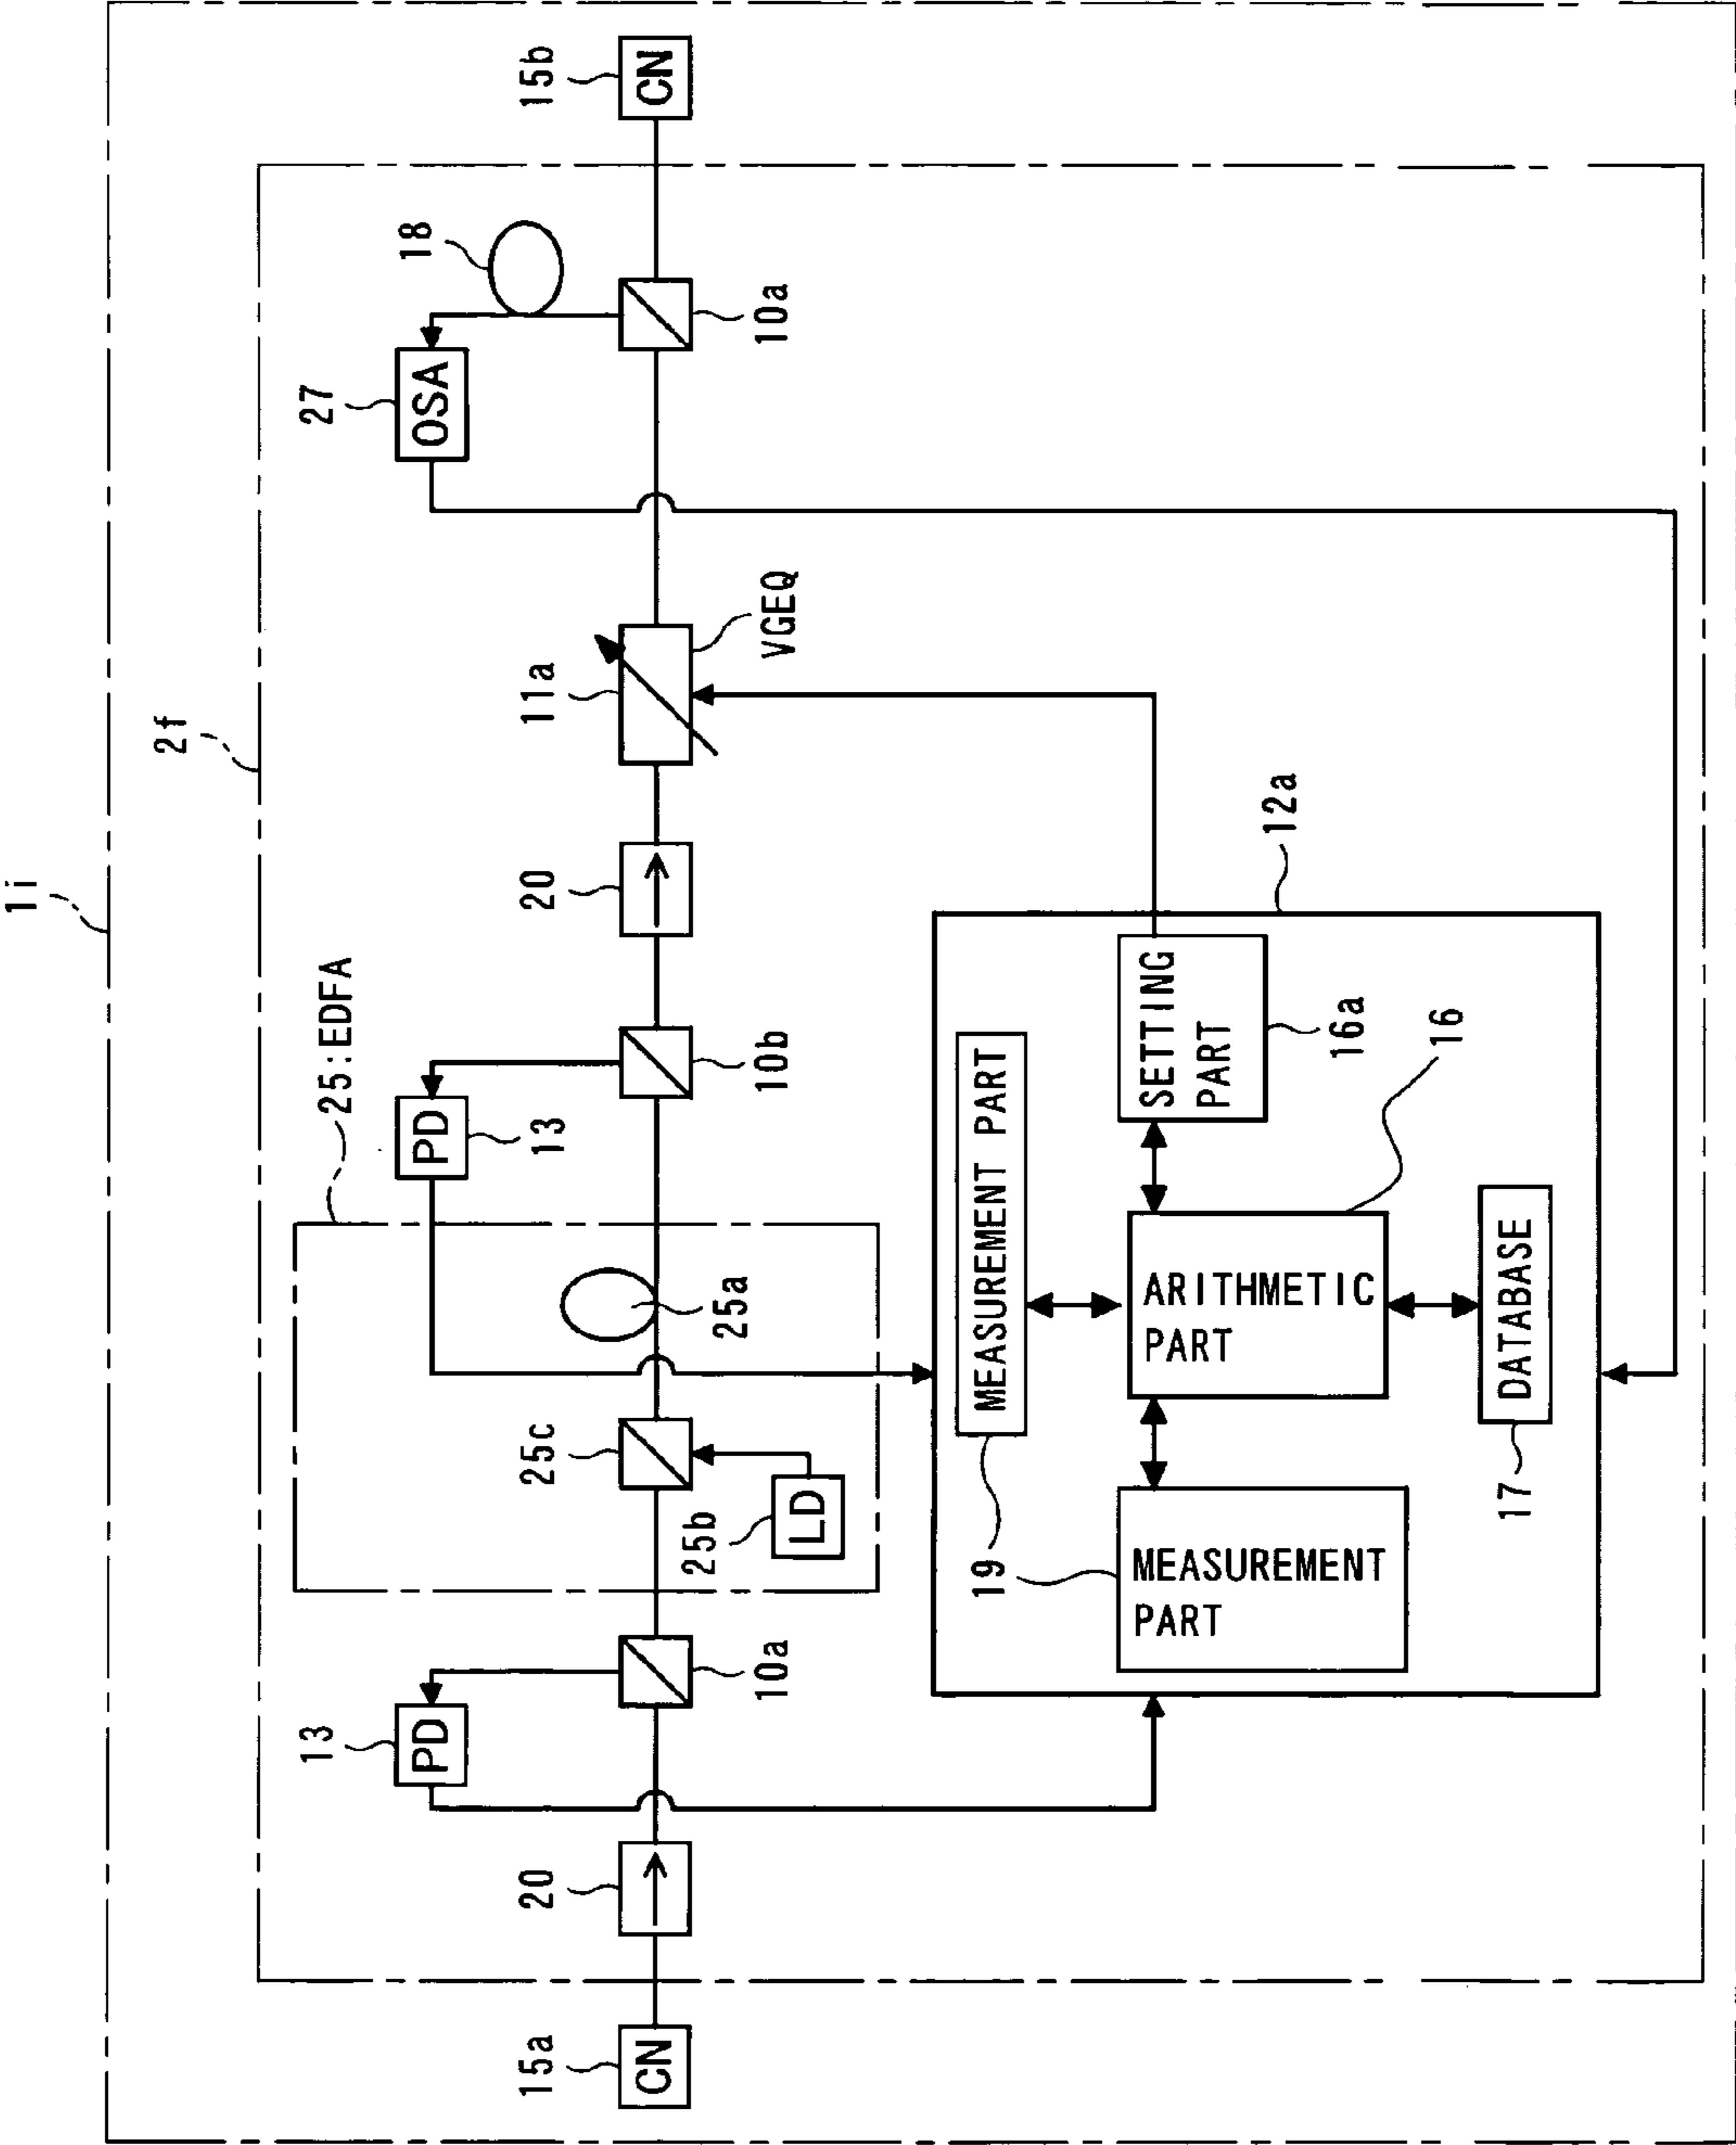 1i
2f
25:EDFA
13
PD
PD
13
27
OSA
18
15a
CN
20
10a
25c
25b
LD
25a
10b
20
11a
VGEQ
10a
15b
CN
12a
19
MEASUREMENT PART
MEASUREMENT
PART
ARITHMETIC
PART
SETTING
PART
16a
16
17
DATABASE